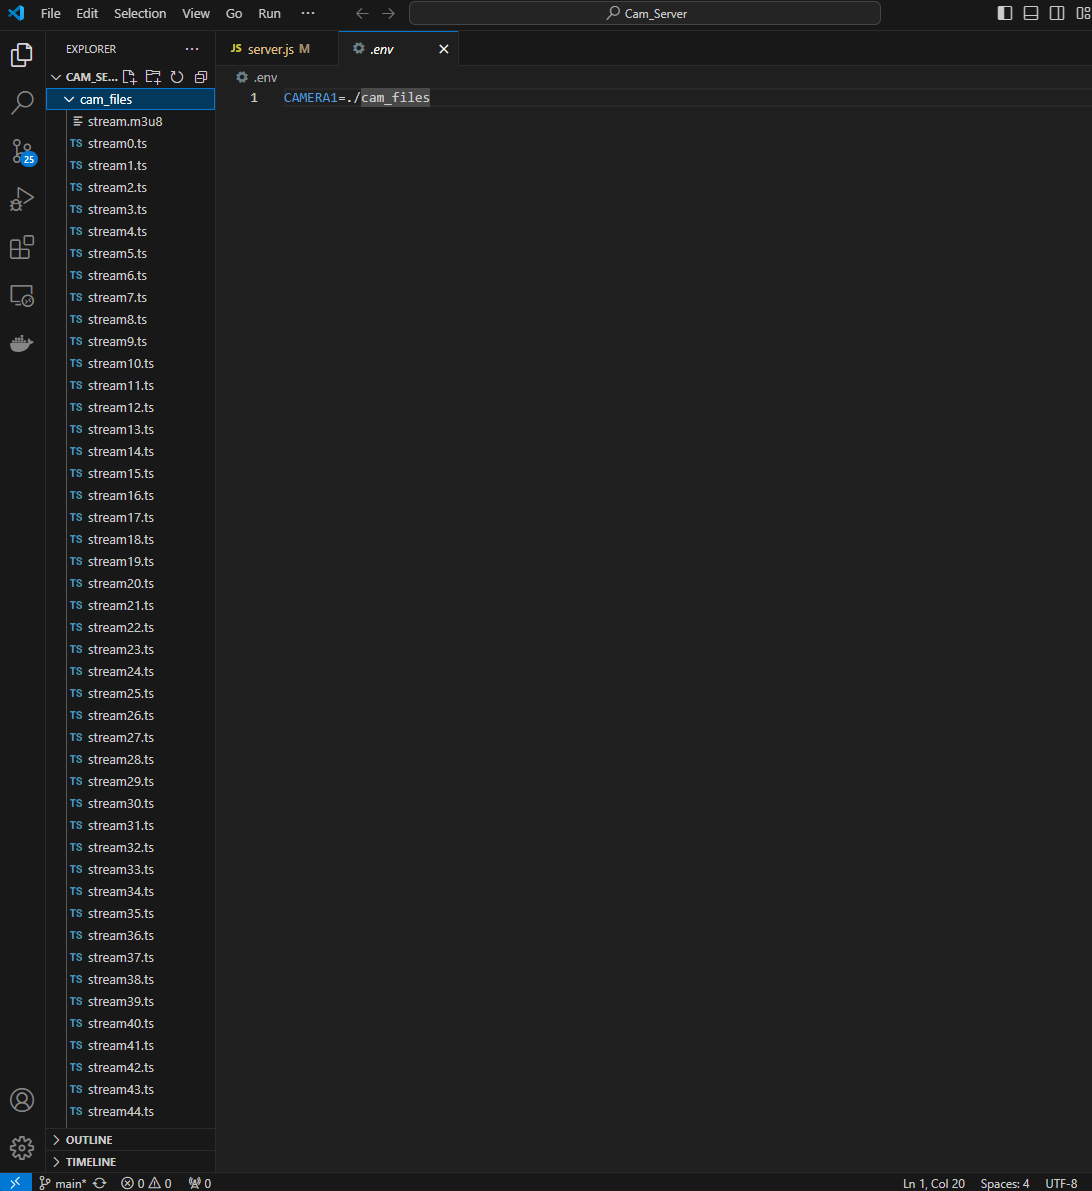 File Edit Selection View Go Run ··· Cam_Server
EXPLORER ···
CAM_SE...
cam_files
stream.m3u8
TS stream0.ts
TS stream1.ts
TS stream2.ts
TS stream3.ts
TS stream4.ts
TS stream5.ts
TS stream6.ts
TS stream7.ts
TS stream8.ts
TS stream9.ts
TS stream10.ts
TS stream11.ts
TS stream12.ts
TS stream13.ts
TS stream14.ts
TS stream15.ts
TS stream16.ts
TS stream17.ts
TS stream18.ts
TS stream19.ts
TS stream20.ts
TS stream21.ts
TS stream22.ts
TS stream23.ts
TS stream24.ts
TS stream25.ts
TS stream26.ts
TS stream27.ts
TS stream28.ts
TS stream29.ts
TS stream30.ts
TS stream31.ts
TS stream32.ts
TS stream33.ts
TS stream34.ts
TS stream35.ts
TS stream36.ts
TS stream37.ts
TS stream38.ts
TS stream39.ts
TS stream40.ts
TS stream41.ts
TS stream42.ts
TS stream43.ts
TS stream44.ts
OUTLINE
TIMELINE
25
JS server.js M .env
.env
1 CAMERA1=./cam_files
main* 0 0 0 Ln 1, Col 20 Spaces: 4 UTF-8